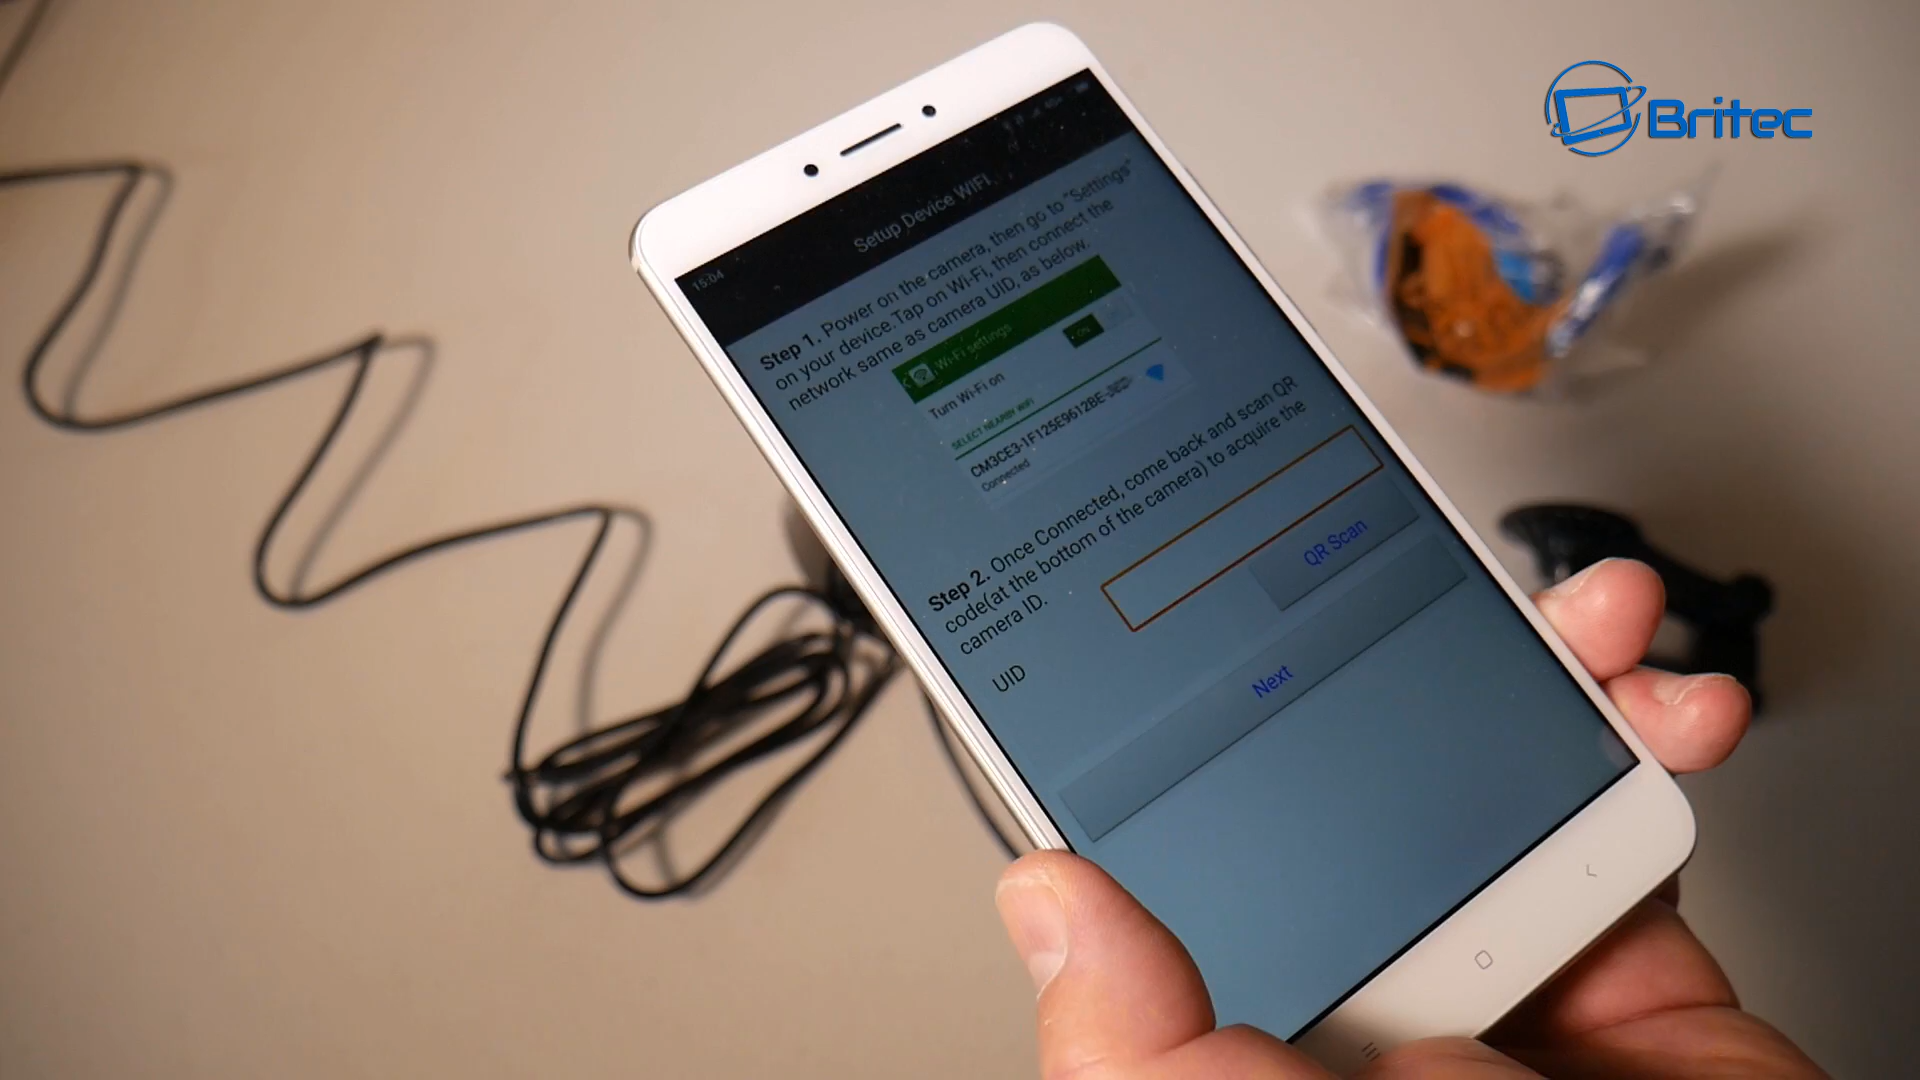 Britec
15:04
Setup Device WIFI
Step 1. Power on the camera, then go to "Settings"
on your device.Tap on Wi-Fi, then connect the
network same as camera UID, as below.
Wi-Fi settings
ON
Turn Wi-Fi on
SELECT NEARBY WIFI
CM3CE3-1F125E9612BE-
Connected
Step 2. Once Connected, come back and scan QR
code(at the bottom of the camera) to acquire the
camera ID.
UID
QR Scan
Next